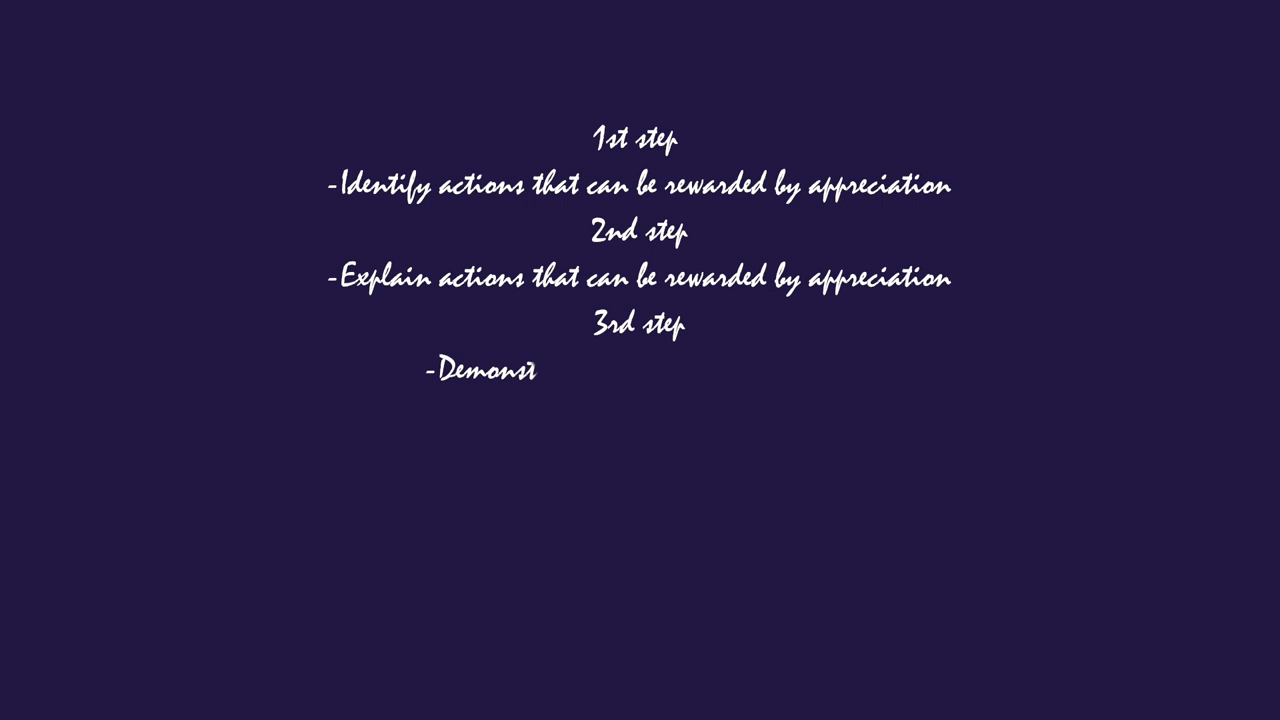 1st step
-Identify actions that can be rewarded by appreciation
2nd step
-Explain actions that can be rewarded by appreciation
3rd step
-Demonst